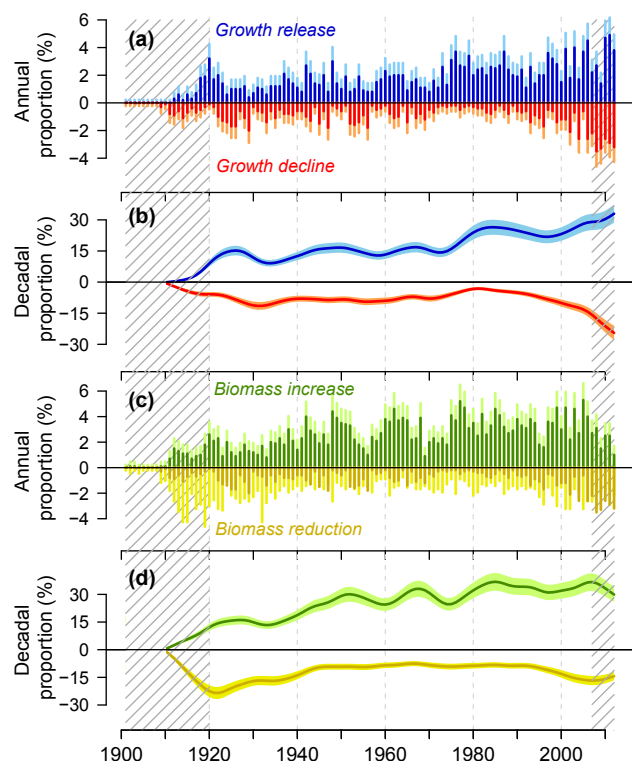 (a)
Growth release
Annual
proportion (%)
6
4
2
0
−2
−4
Growth decline
(b)
Decadal
proportion (%)
30
15
0
−15
−30
(c)
Biomass increase
Annual
proportion (%)
6
4
2
0
−2
−4
Biomass reduction
(d)
Decadal
proportion (%)
30
15
0
−15
−30
1900 1920 1940 1960 1980 2000